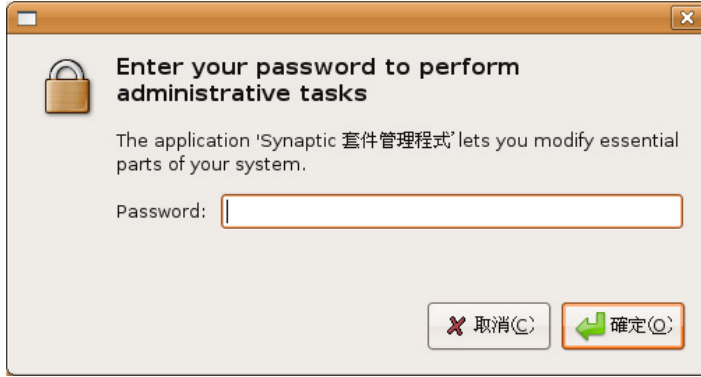 Enter your password to perform
administrative tasks
The application 'Synaptic 套件管理程式' lets you modify essential
parts of your system.
Password:
取消(C) 確定(O)